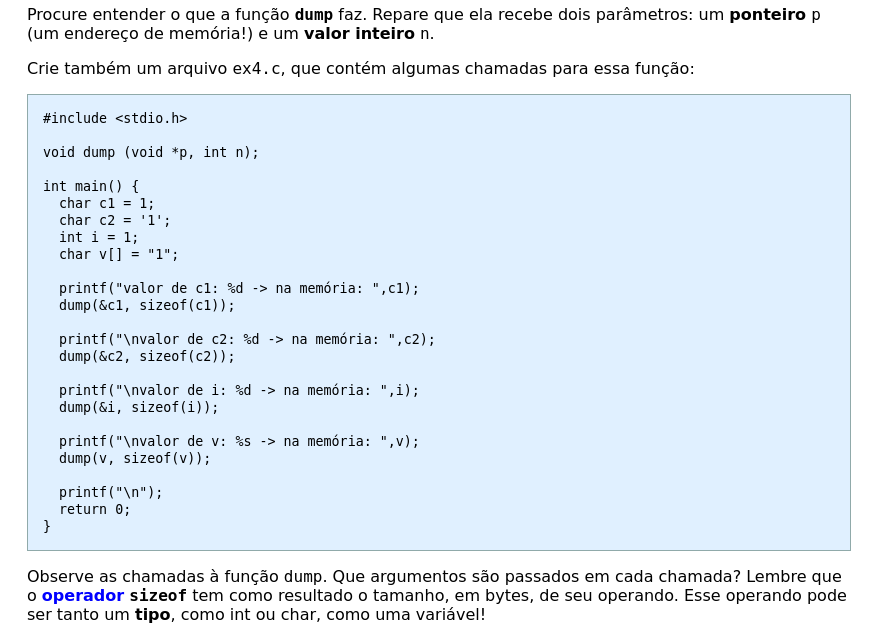 Procure entender o que a função dump faz. Repare que ela recebe dois parâmetros: um ponteiro p
(um endereço de memória!) e um valor inteiro n.
Crie também um arquivo ex4.c, que contém algumas chamadas para essa função:
#include <stdio.h>
void dump (void *p, int n);
int main() {
  char c1 = 1;
  char c2 = '1';
  int i = 1;
  char v[] = "1";
  printf("valor de c1: %d -> na memória: ",c1);
  dump(&c1, sizeof(c1));
  printf("\nvalor de c2: %d -> na memória: ",c2);
  dump(&c2, sizeof(c2));
  printf("\nvalor de i: %d -> na memória: ",i);
  dump(&i, sizeof(i));
  printf("\nvalor de v: %s -> na memória: ",v);
  dump(v, sizeof(v));
  printf("\n");
  return 0;
}
Observe as chamadas à função dump. Que argumentos são passados em cada chamada? Lembre que
o operador sizeof tem como resultado o tamanho, em bytes, de seu operando. Esse operando pode
ser tanto um tipo, como int ou char, como uma variável!